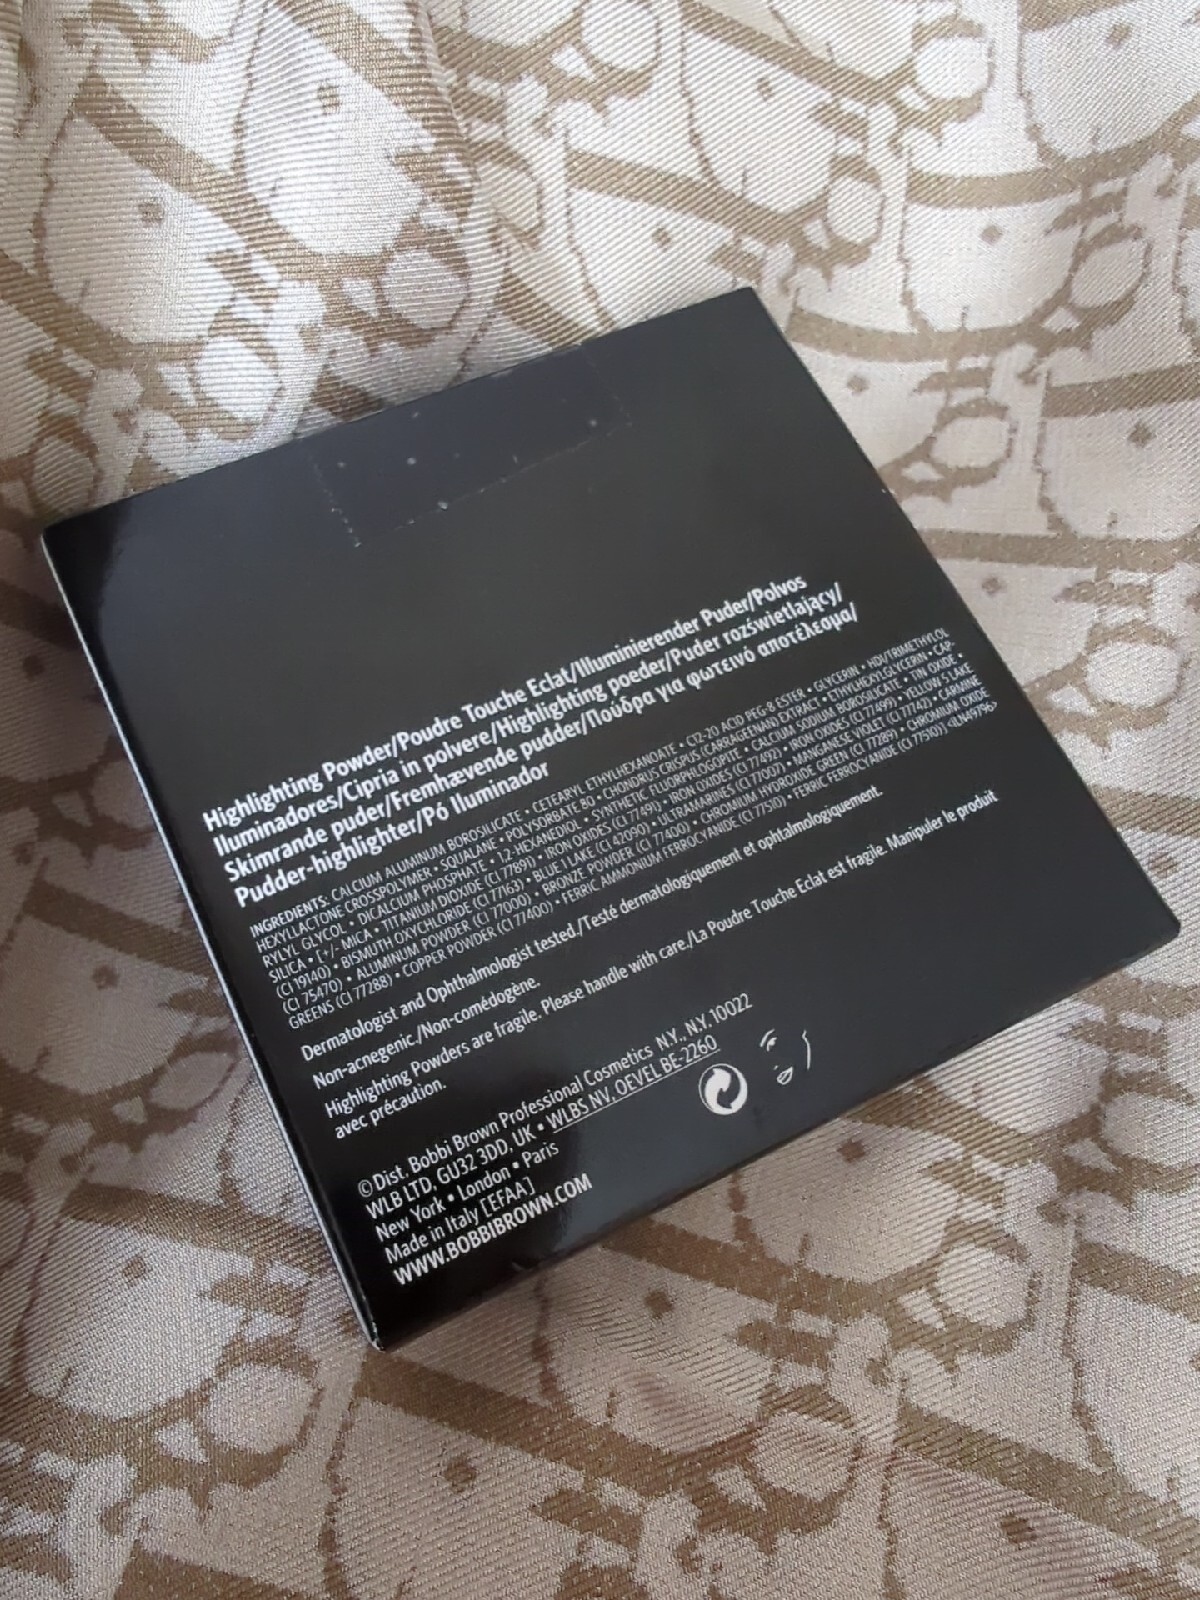 Highlighting Powder/Poudre Touche Eclat/Illuminierender Puder/Polvos
Iluminadores/Cipria in polvere/Highlighting poeder/Puder rozświetlający/
Skimrande puder/Fremhævende pudder/Πούδρα για φωτεινό αποτέλεσμα/
Pudder-highlighter/Pó Iluminador
INGREDIENTS: CALCIUM ALUMINUM BOROSILICATE • CETEARYL ETHYLHEXANOATE • C12-20 ACID PEG-8 ESTER • GLYCERIN • HDI/TRIMETHYLOL
HEXYLLACTONE CROSSPOLYMER • SQUALANE • POLYSORBATE 80 • CHONDRUS CRISPUS (CARRAGEENAN) EXTRACT • ETHYLHEXYLGLYCERIN • CAP-
RYLYL GLYCOL • DICALCIUM PHOSPHATE • 1,2-HEXANEDIOL • SYNTHETIC FLUORPHLOGOPITE • CALCIUM SODIUM BOROSILICATE • TIN OXIDE •
SILICA • [+/- MICA • TITANIUM DIOXIDE (CI 77891) • IRON OXIDES (CI 77491) • IRON OXIDES (CI 77492) • IRON OXIDES (CI 77499) • YELLOW 5 LAKE
(CI 19140) • BISMUTH OXYCHLORIDE (CI 77163) • BLUE 1 LAKE (CI 42090) • ULTRAMARINES (CI 77007) • MANGANESE VIOLET (CI 77742) • CARMINE
(CI 75470) • ALUMINUM POWDER (CI 77000) • BRONZE POWDER (CI 77400) • CHROMIUM HYDROXIDE GREEN (CI 77289) • CHROMIUM OXIDE
GREENS (CI 77288) • COPPER POWDER (CI 77400) • FERRIC AMMONIUM FERROCYANIDE (CI 77510) • FERRIC FERROCYANIDE (CI 77510)] <ILN49796>
Dermatologist and Ophthalmologist tested./Testé dermatologiquement et ophtalmologiquement.
Non-acnegenic./Non-comédogène.
Highlighting Powders are fragile. Please handle with care./La Poudre Touche Eclat est fragile. Manipuler le produit
avec précaution.
© Dist. Bobbi Brown Professional Cosmetics N.Y., N.Y. 10022
WLB LTD, GU32 3DD, UK • WLBS NV, OEVEL BE-2260
New York • London • Paris
Made in Italy [EFAA]
WWW.BOBBIBROWN.COM